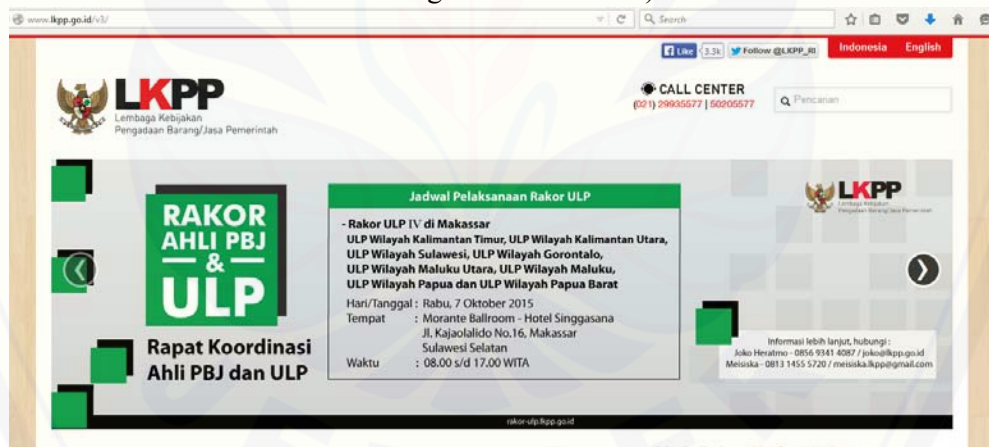 www.lkpp.go.id/v3/
Search
Like 3.3k Follow @LKPP_RI Indonesia English
LKPP
Lembaga Kebijakan
Pengadaan Barang/Jasa Pemerintah
CALL CENTER
(021) 29935577 | 50205577
Pencarian
RAKOR
AHLI PBJ
&
ULP
Rapat Koordinasi
Ahli PBJ dan ULP
Jadwal Pelaksanaan Rakor ULP
- Rakor ULP IV di Makassar
ULP Wilayah Kalimantan Timur, ULP Wilayah Kalimantan Utara,
ULP Wilayah Sulawesi, ULP Wilayah Gorontalo,
ULP Wilayah Maluku Utara, ULP Wilayah Maluku,
ULP Wilayah Papua dan ULP Wilayah Papua Barat
Hari/Tanggal : Rabu, 7 Oktober 2015
Tempat : Morante Ballroom - Hotel Singgasana
Jl. Kajaolalido No.16, Makassar
Sulawesi Selatan
Waktu : 08.00 s/d 17.00 WITA
LKPP
Lembaga Kebijakan
Pengadaan Barang/Jasa Pemerintah
Informasi lebih lanjut, hubungi :
Joko Heratmo - 0856 9341 4087 / joko@lkpp.go.id
Meisiska - 0813 1455 5720 / meisiska.lkpp@gmail.com
rakor-ulp.lkpp.go.id